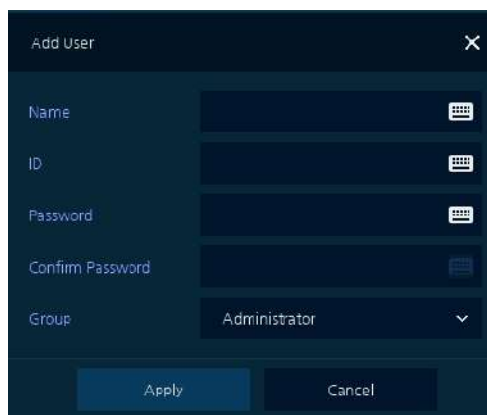 Add User
Name
ID
Password
Confirm Password
Group Administrator
Apply Cancel